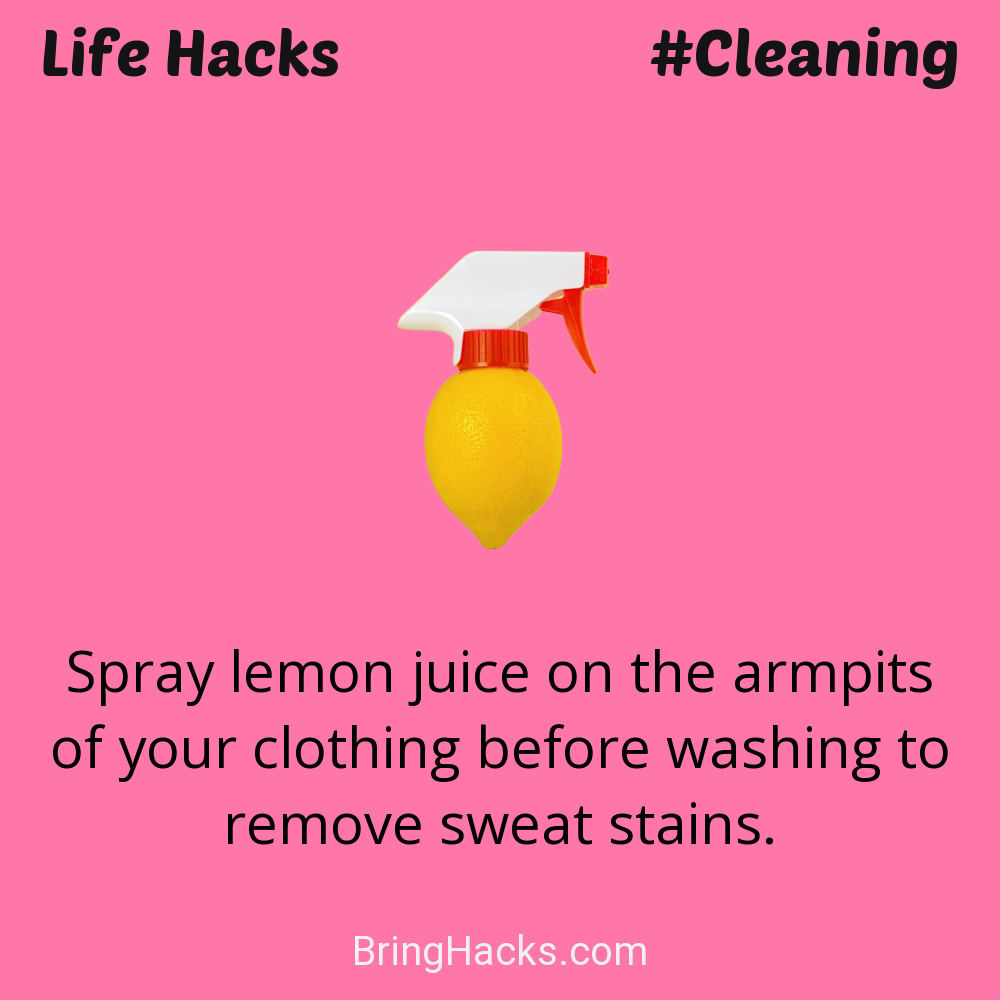 Life Hacks
#Cleaning
Spray lemon juice on the armpits
of your clothing before washing to
remove sweat stains.
BringHacks.com